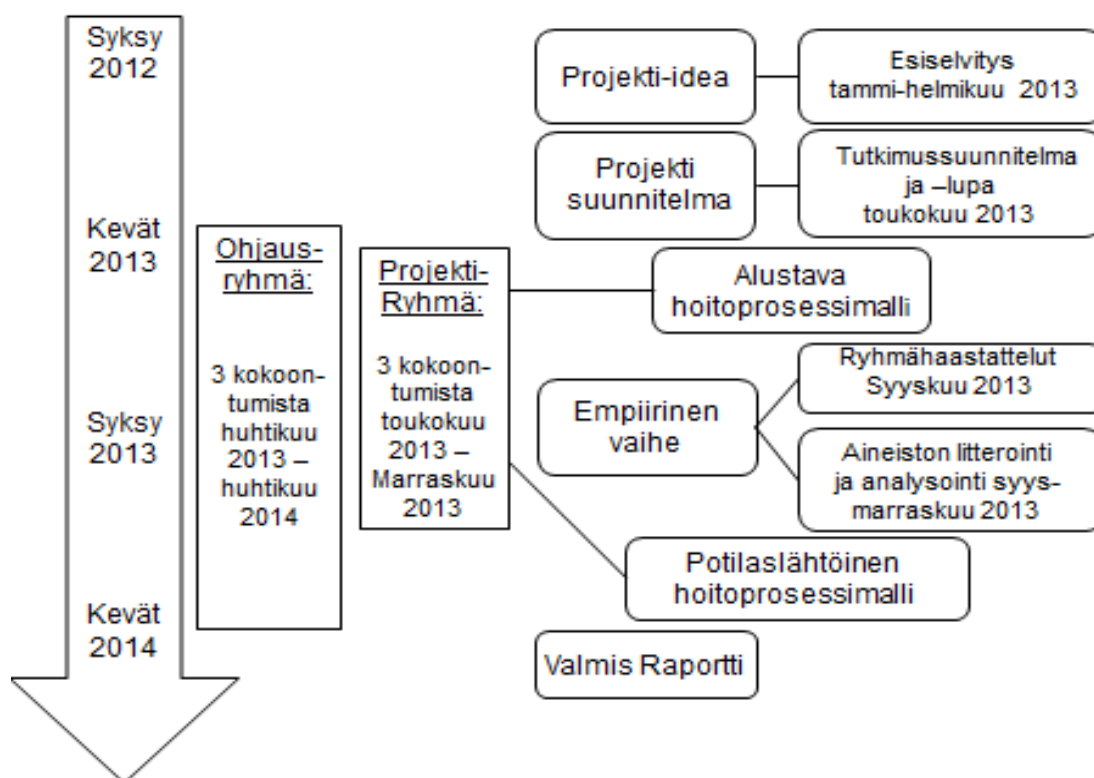 Syksy
2012
Kevät
2013
Syksy
2013
Kevät
2014
Ohjaus-
ryhmä:
3 kokoon-
tumista
huhtikuu
2013 –
huhtikuu
2014
Projekti-
Ryhmä:
3 kokoon-
tumista
toukokuu
2013 –
Marraskuu
2013
Projekti-idea
Esiselvitys
tammi-helmikuu 2013
Projekti
suunnitelma
Tutkimussuunnitelma
ja –lupa
toukokuu 2013
Alustava
hoitoprosessimalli
Empiirinen
vaihe
Ryhmähaastattelut
Syyskuu 2013
Aineiston litterointi
ja analysointi syys-
marraskuu 2013
Potilaslähtöinen
hoitoprosessimalli
Valmis Raportti